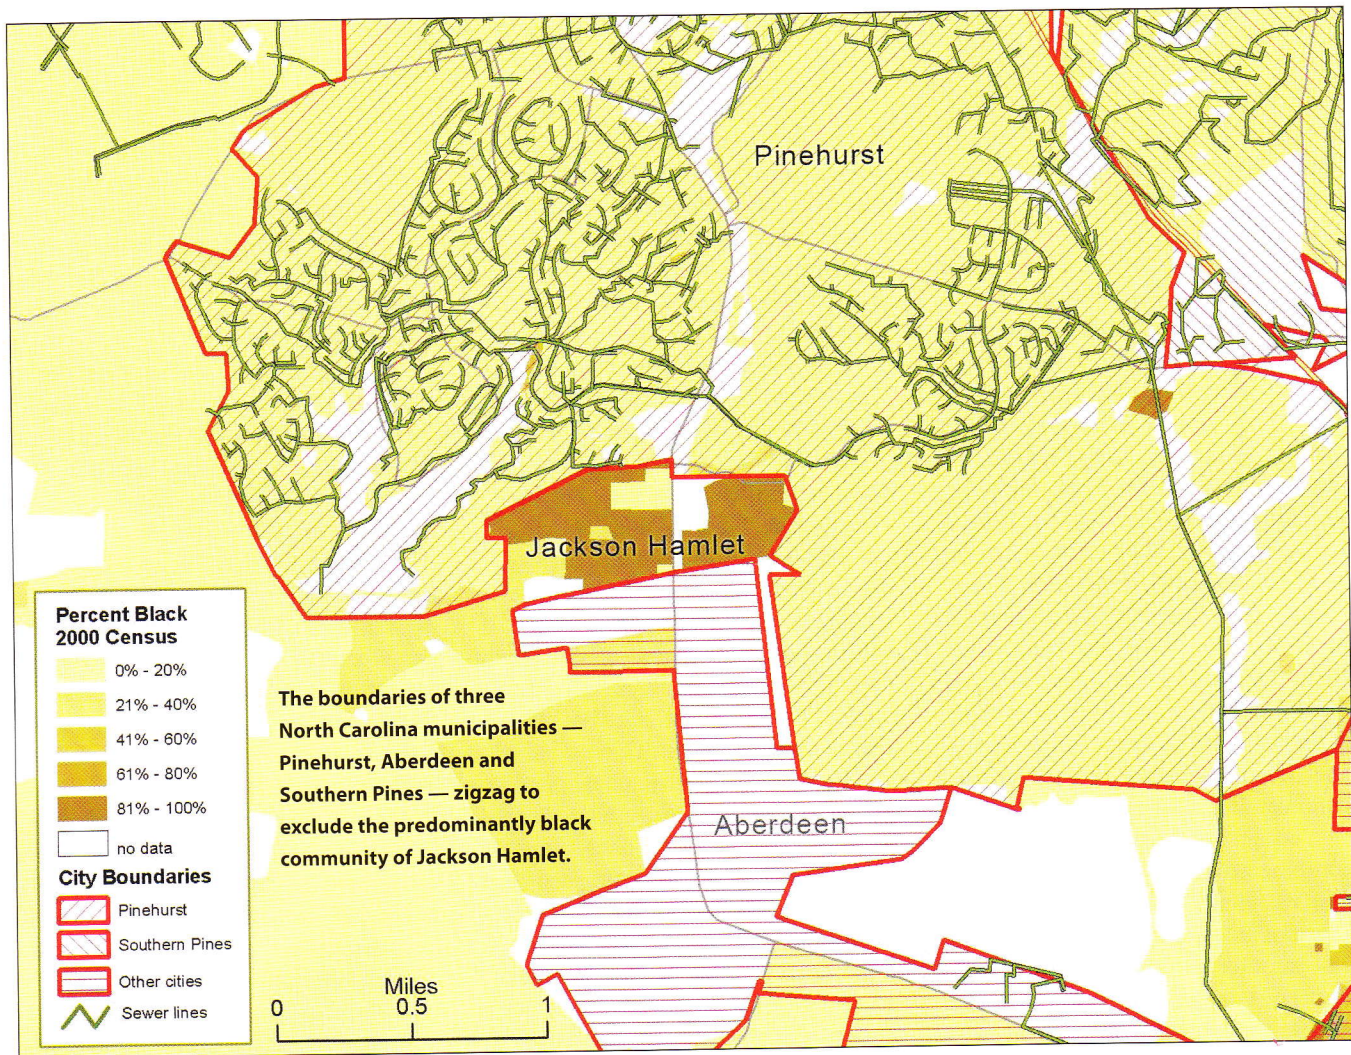 Pinehurst
Jackson Hamlet
Aberdeen
Percent Black
2000 Census
0% - 20%
21% - 40%
41% - 60%
61% - 80%
81% - 100%
no data
City Boundaries
Pinehurst
Southern Pines
Other cities
Sewer lines
The boundaries of three
North Carolina municipalities —
Pinehurst, Aberdeen and
Southern Pines — zigzag to
exclude the predominantly black
community of Jackson Hamlet.
Miles
0 0.5 1